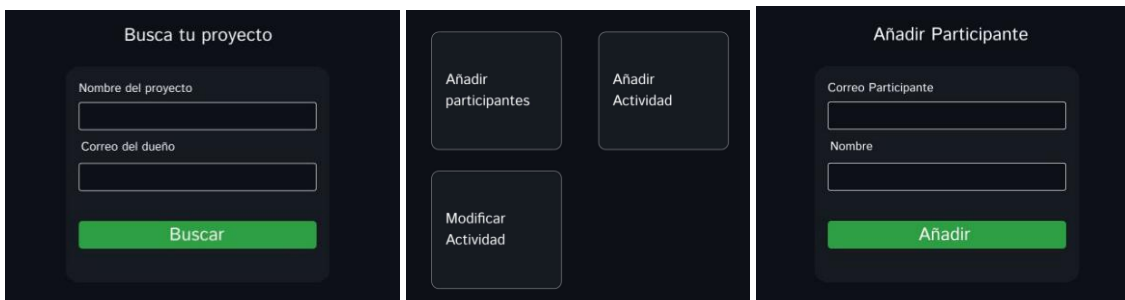 Busca tu proyecto
Nombre del proyecto
Correo del dueño
Buscar
Añadir
participantes
Añadir
Actividad
Modificar
Actividad
Añadir Participante
Correo Participante
Nombre
Añadir